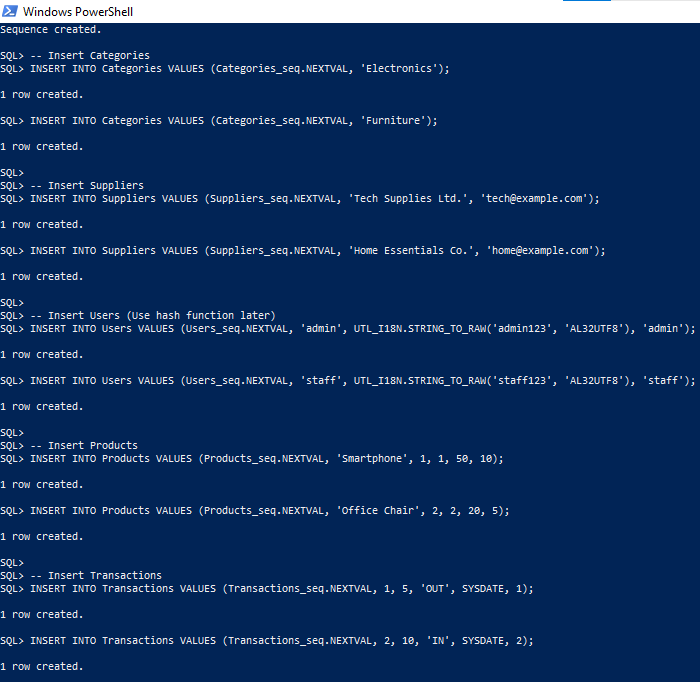 Windows PowerShell
Sequence created.
SQL> -- Insert Categories
SQL> INSERT INTO Categories VALUES (Categories_seq.NEXTVAL, 'Electronics');
1 row created.
SQL> INSERT INTO Categories VALUES (Categories_seq.NEXTVAL, 'Furniture');
1 row created.
SQL>
SQL> -- Insert Suppliers
SQL> INSERT INTO Suppliers VALUES (Suppliers_seq.NEXTVAL, 'Tech Supplies Ltd.', 'tech@example.com');
1 row created.
SQL> INSERT INTO Suppliers VALUES (Suppliers_seq.NEXTVAL, 'Home Essentials Co.', 'home@example.com');
1 row created.
SQL>
SQL> -- Insert Users (Use hash function later)
SQL> INSERT INTO Users VALUES (Users_seq.NEXTVAL, 'admin', UTL_I18N.STRING_TO_RAW('admin123', 'AL32UTF8'), 'admin');
1 row created.
SQL> INSERT INTO Users VALUES (Users_seq.NEXTVAL, 'staff', UTL_I18N.STRING_TO_RAW('staff123', 'AL32UTF8'), 'staff');
1 row created.
SQL>
SQL> -- Insert Products
SQL> INSERT INTO Products VALUES (Products_seq.NEXTVAL, 'Smartphone', 1, 1, 50, 10);
1 row created.
SQL> INSERT INTO Products VALUES (Products_seq.NEXTVAL, 'Office Chair', 2, 2, 20, 5);
1 row created.
SQL>
SQL> -- Insert Transactions
SQL> INSERT INTO Transactions VALUES (Transactions_seq.NEXTVAL, 1, 5, 'OUT', SYSDATE, 1);
1 row created.
SQL> INSERT INTO Transactions VALUES (Transactions_seq.NEXTVAL, 2, 10, 'IN', SYSDATE, 2);
1 row created.